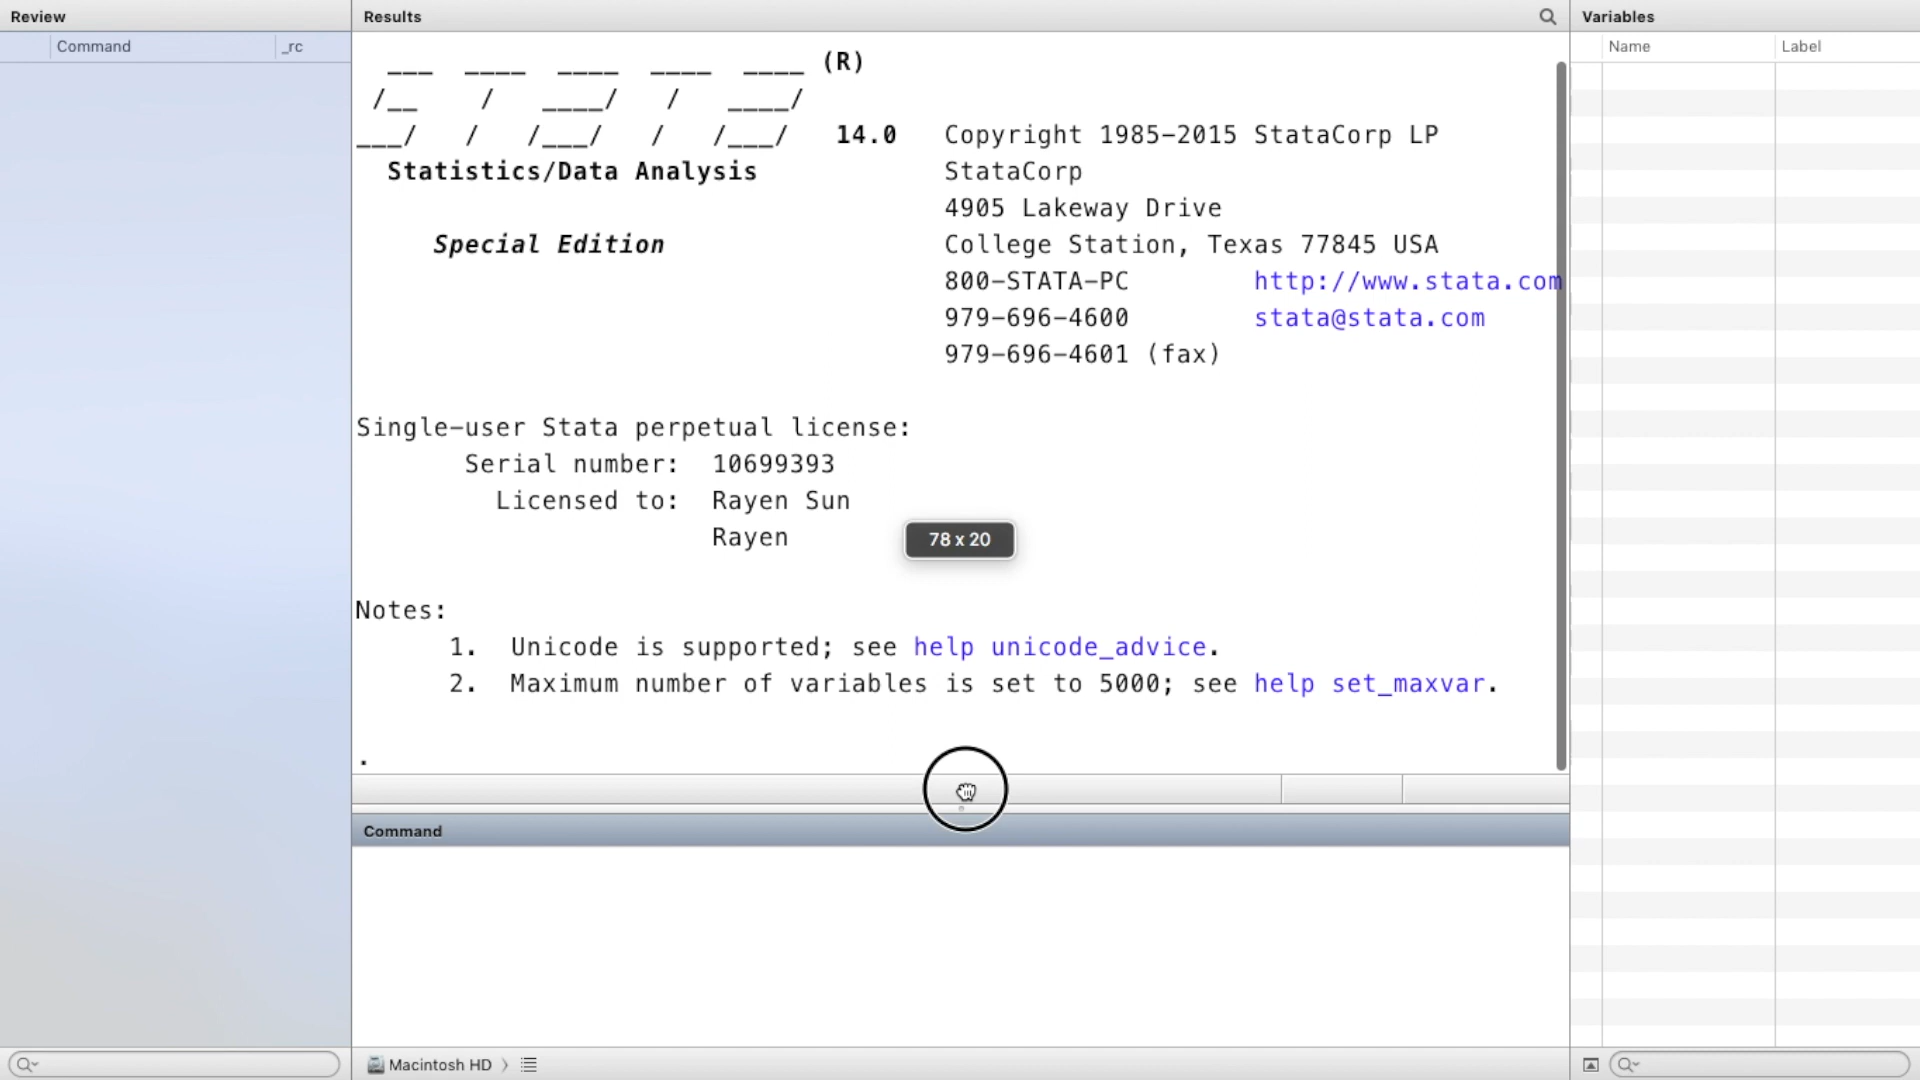 Review
Command _rc
Results
(R)
14.0 Copyright 1985-2015 StataCorp LP
Statistics/Data Analysis StataCorp
4905 Lakeway Drive
Special Edition College Station, Texas 77845 USA
800-STATA-PC http://www.stata.com
979-696-4600 stata@stata.com
979-696-4601 (fax)
Single-user Stata perpetual license:
Serial number: 10699393
Licensed to: Rayen Sun
Rayen
78 x 20
Notes:
1. Unicode is supported; see help unicode_advice.
2. Maximum number of variables is set to 5000; see help set_maxvar.
.
Command
Macintosh HD
Variables
Name Label